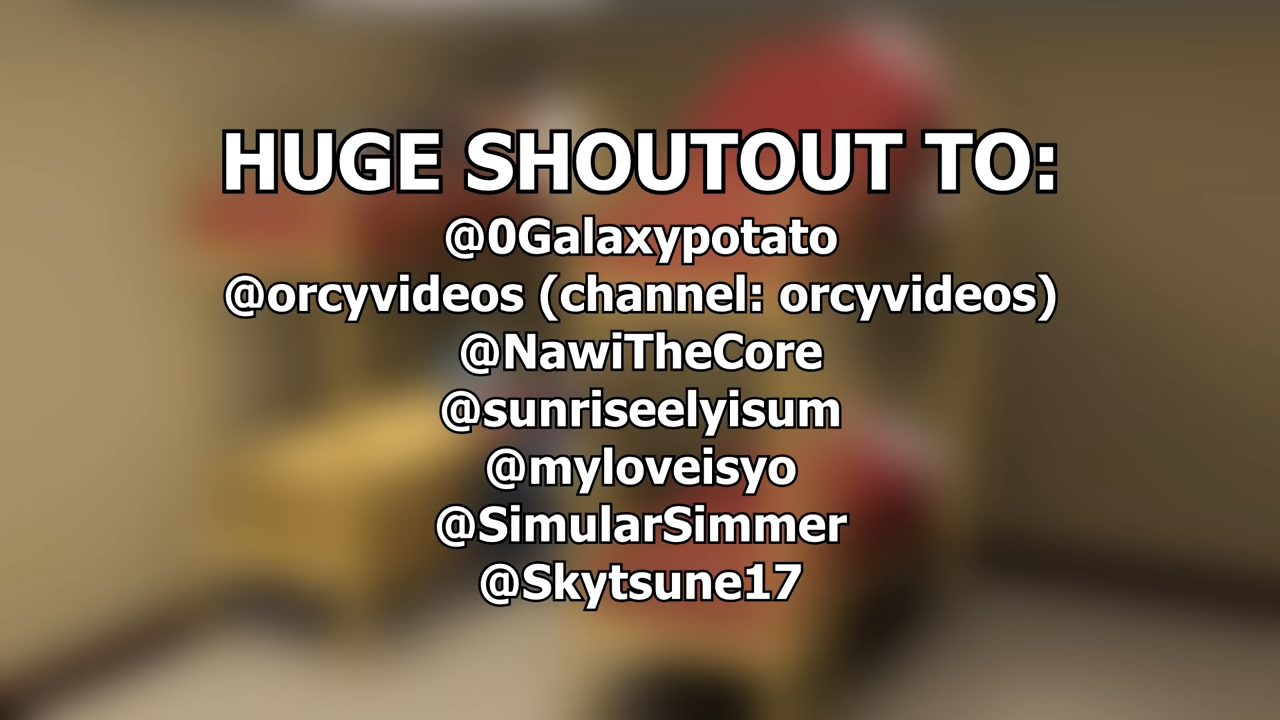 HUGE SHOUTOUT TO:
@0Galaxypotato
@orcyvideos (channel: orcyvideos)
@NawiTheCore
@sunriseelyisum
@myloveisyo
@SimularSimmer
@Skytsune17